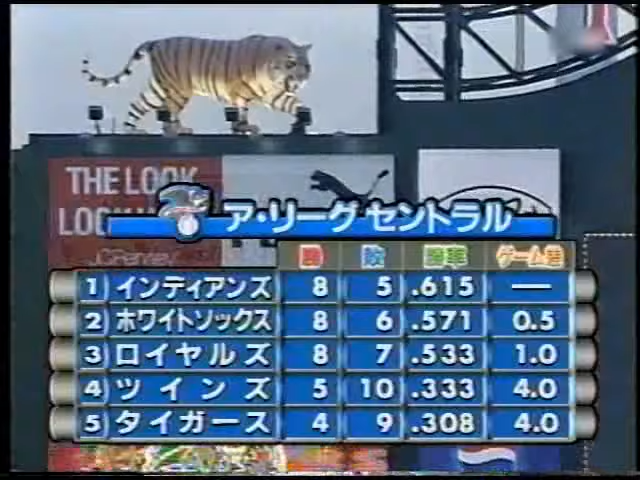 THE LOOK
LOOK
JCPenney
ア・リーグ セントラル
勝 敗 勝率 ゲーム差
1) インディアンズ 8 5 .615 —
2) ホワイトソックス 8 6 .571 0.5
3) ロイヤルズ 8 7 .533 1.0
4) ツインズ 5 10 .333 4.0
5) タイガース 4 9 .308 4.0